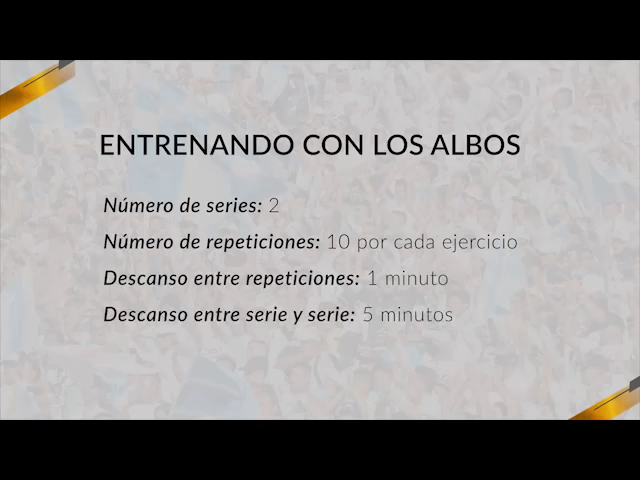 ENTRENANDO CON LOS ALBOS
Número de series: 2
Número de repeticiones: 10 por cada ejercicio
Descanso entre repeticiones: 1 minuto
Descanso entre serie y serie: 5 minutos